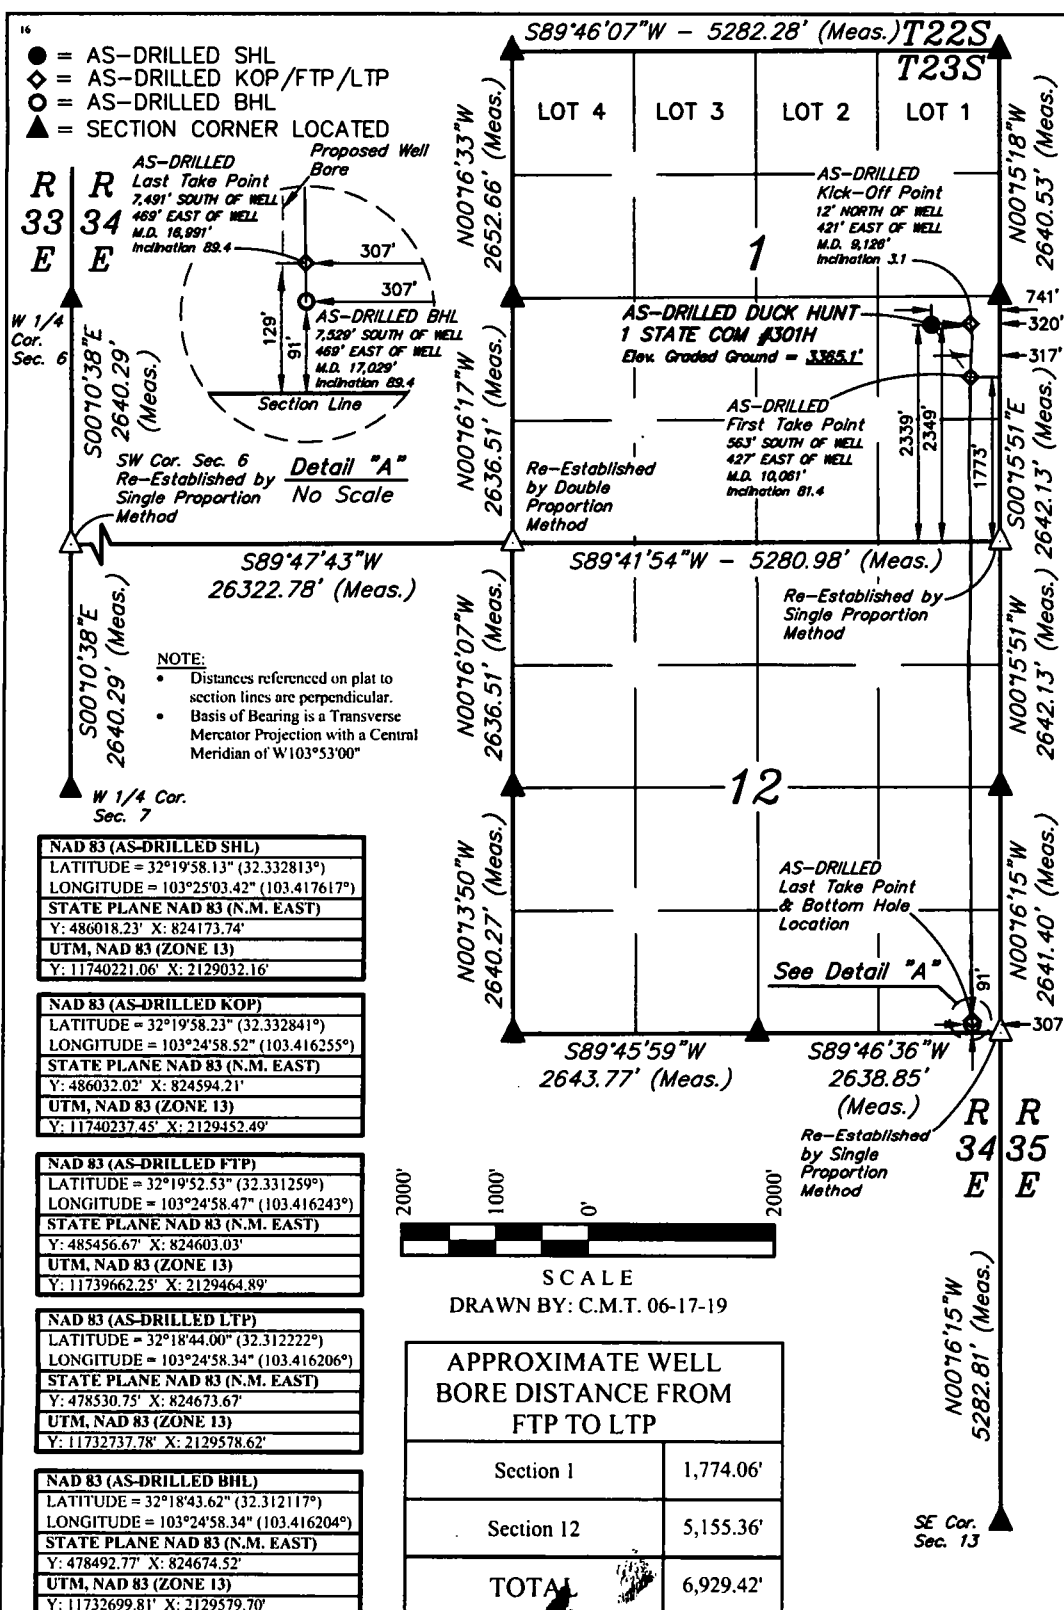 16
● = AS-DRILLED SHL
◇ = AS-DRILLED KOP/FTP/LTP
○ = AS-DRILLED BHL
▲ = SECTION CORNER LOCATED
S89°46'07"W - 5282.28' (Meas.)
T22S
T23S
LOT 4
LOT 3
LOT 2
LOT 1
N00°16'33"W
2652.66' (Meas.)
N00°15'18"W
2640.53' (Meas.)
R
33
E
R
34
E
AS-DRILLED
Last Take Point
7,491' SOUTH OF WELL
469' EAST OF WELL
M.D. 16,991'
Inclination 89.4
Proposed Well
Bore
307'
307'
129'
91'
AS-DRILLED BHL
7,529' SOUTH OF WELL
469' EAST OF WELL
M.D. 17,029'
Inclination 89.4
Section Line
Detail "A"
No Scale
AS-DRILLED
Kick-Off Point
12' NORTH OF WELL
421' EAST OF WELL
M.D. 9,126'
Inclination 3.1
1
741'
320'
317'
AS-DRILLED DUCK HUNT
1 STATE COM #301H
Elev. Graded Ground = 3365.1'
AS-DRILLED
First Take Point
563' SOUTH OF WELL
427' EAST OF WELL
M.D. 10,061'
Inclination 81.4
2339'
2349'
1773'
W 1/4
Cor.
Sec. 6
S00°10'38"E
2640.29'
(Meas.)
N00°16'17"W
2636.51' (Meas.)
S00°15'51"E
2642.13' (Meas.)
SW Cor. Sec. 6
Re-Established by
Single Proportion
Method
Re-Established
by Double
Proportion
Method
S89°47'43"W
26322.78' (Meas.)
S89°41'54"W - 5280.98' (Meas.)
Re-Established by
Single Proportion
Method
S00°10'38"E
2640.29' (Meas.)
N00°16'07"W
2636.51' (Meas.)
N00°15'51"W
2642.13' (Meas.)
NOTE:
• Distances referenced on plat to
section lines are perpendicular.
• Basis of Bearing is a Transverse
Mercator Projection with a Central
Meridian of W103°53'00"
W 1/4 Cor.
Sec. 7
12
N00°13'50"W
2640.27' (Meas.)
N00°16'15"W
2641.40' (Meas.)
AS-DRILLED
Last Take Point
& Bottom Hole
Location
See Detail "A"
91'
307
S89°45'59"W
2643.77' (Meas.)
S89°46'36"W
2638.85'
(Meas.)
Re-Established
by Single
Proportion
Method
R
34
E
R
35
E
N00°16'15"W
5282.81' (Meas.)
SE Cor.
Sec. 13
NAD 83 (AS-DRILLED SHL)
LATITUDE = 32°19'58.13" (32.332813°)
LONGITUDE = 103°25'03.42" (103.417617°)
STATE PLANE NAD 83 (N.M. EAST)
Y: 486018.23' X: 824173.74'
UTM, NAD 83 (ZONE 13)
Y: 11740221.06' X: 2129032.16'
NAD 83 (AS-DRILLED KOP)
LATITUDE = 32°19'58.23" (32.332841°)
LONGITUDE = 103°24'58.52" (103.416255°)
STATE PLANE NAD 83 (N.M. EAST)
Y: 486032.02' X: 824594.21'
UTM, NAD 83 (ZONE 13)
Y: 11740237.45' X: 2129452.49'
NAD 83 (AS-DRILLED FTP)
LATITUDE = 32°19'52.53" (32.331259°)
LONGITUDE = 103°24'58.47" (103.416243°)
STATE PLANE NAD 83 (N.M. EAST)
Y: 485456.67' X: 824603.03'
UTM, NAD 83 (ZONE 13)
Y: 11739662.25' X: 2129464.89'
NAD 83 (AS-DRILLED LTP)
LATITUDE = 32°18'44.00" (32.312222°)
LONGITUDE = 103°24'58.34" (103.416206°)
STATE PLANE NAD 83 (N.M. EAST)
Y: 478530.75' X: 824673.67'
UTM, NAD 83 (ZONE 13)
Y: 11732737.78' X: 2129578.62'
NAD 83 (AS-DRILLED BHL)
LATITUDE = 32°18'43.62" (32.312117°)
LONGITUDE = 103°24'58.34" (103.416204°)
STATE PLANE NAD 83 (N.M. EAST)
Y: 478492.77' X: 824674.52'
UTM, NAD 83 (ZONE 13)
Y: 11732699.81' X: 2129579.70'
2000'
1000'
0'
2000'
SCALE
DRAWN BY: C.M.T. 06-17-19
APPROXIMATE WELL
BORE DISTANCE FROM
FTP TO LTP
Section 1 1,774.06'
Section 12 5,155.36'
TOTAL 6,929.42'